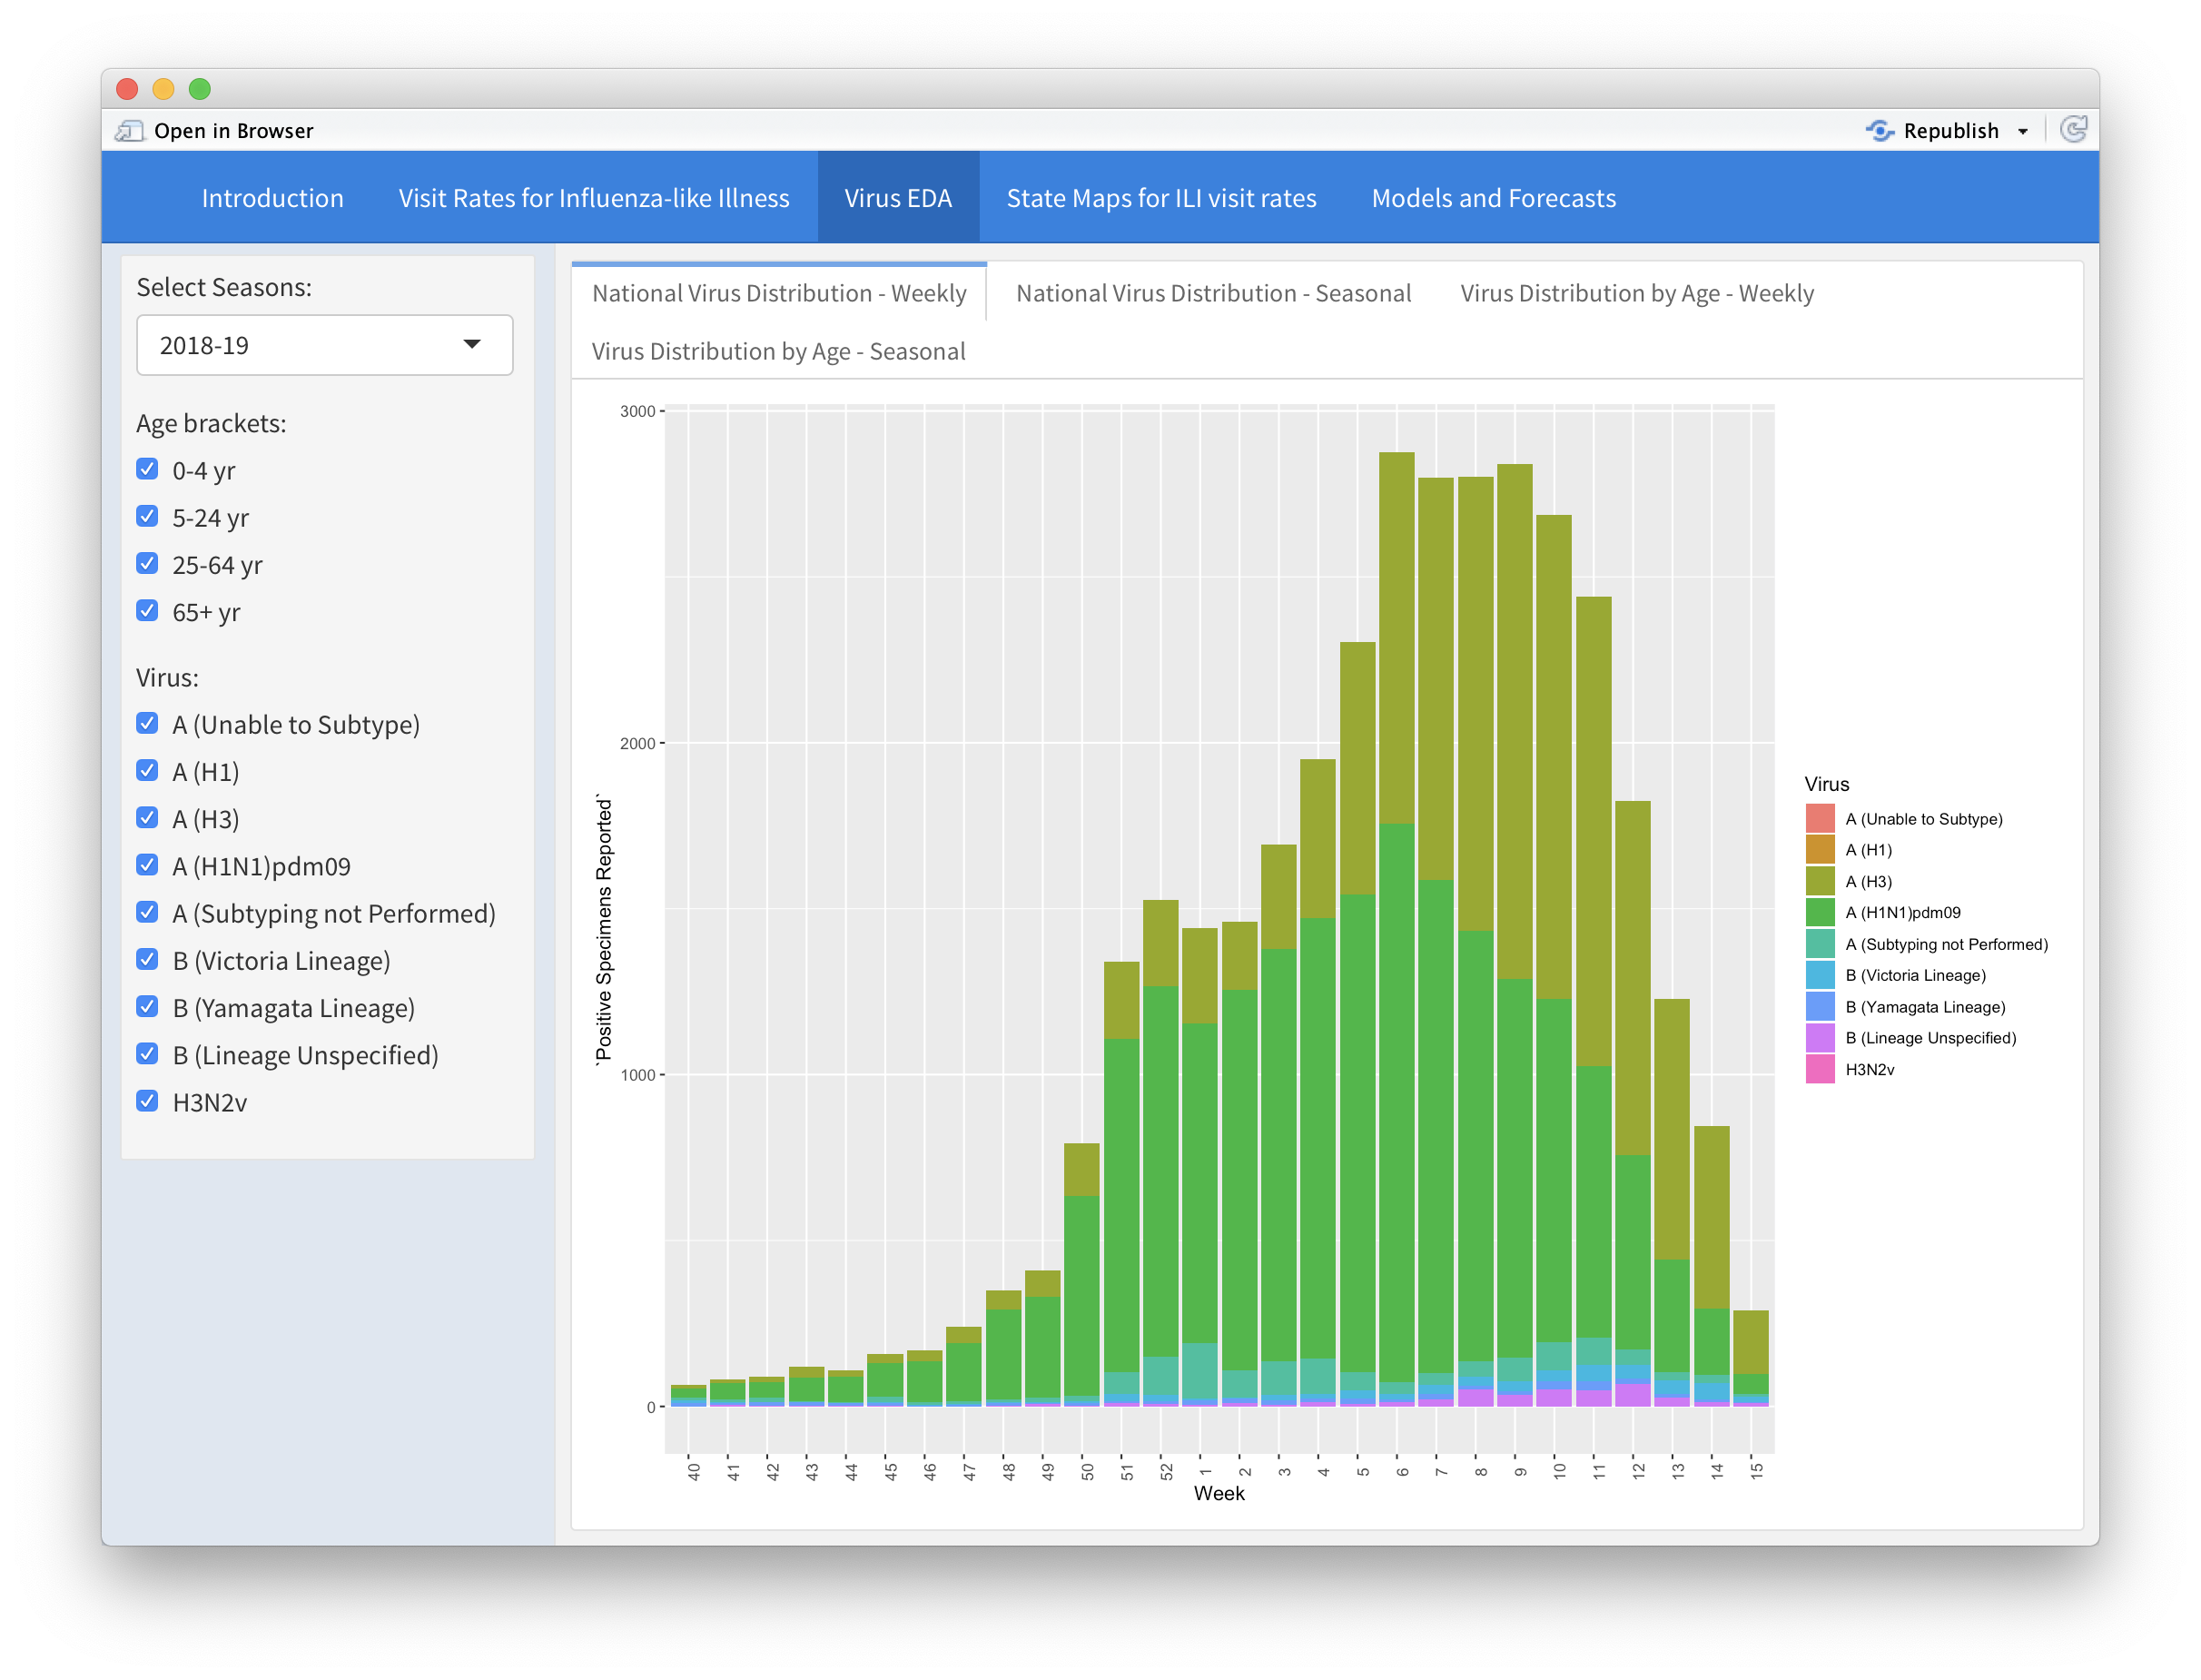 Open in Browser
Republish
Introduction
Visit Rates for Influenza-like Illness
Virus EDA
State Maps for ILI visit rates
Models and Forecasts
Select Seasons:
2018-19
Age brackets:
0-4 yr
5-24 yr
25-64 yr
65+ yr
Virus:
A (Unable to Subtype)
A (H1)
A (H3)
A (H1N1)pdm09
A (Subtyping not Performed)
B (Victoria Lineage)
B (Yamagata Lineage)
B (Lineage Unspecified)
H3N2v
National Virus Distribution - Weekly
National Virus Distribution - Seasonal
Virus Distribution by Age - Weekly
Virus Distribution by Age - Seasonal
`Positive Specimens Reported`
3000
2000
1000
0
40 41 42 43 44 45 46 47 48 49 50 51 52 1 2 3 4 5 6 7 8 9 10 11 12 13 14 15
Week
Virus
A (Unable to Subtype)
A (H1)
A (H3)
A (H1N1)pdm09
A (Subtyping not Performed)
B (Victoria Lineage)
B (Yamagata Lineage)
B (Lineage Unspecified)
H3N2v